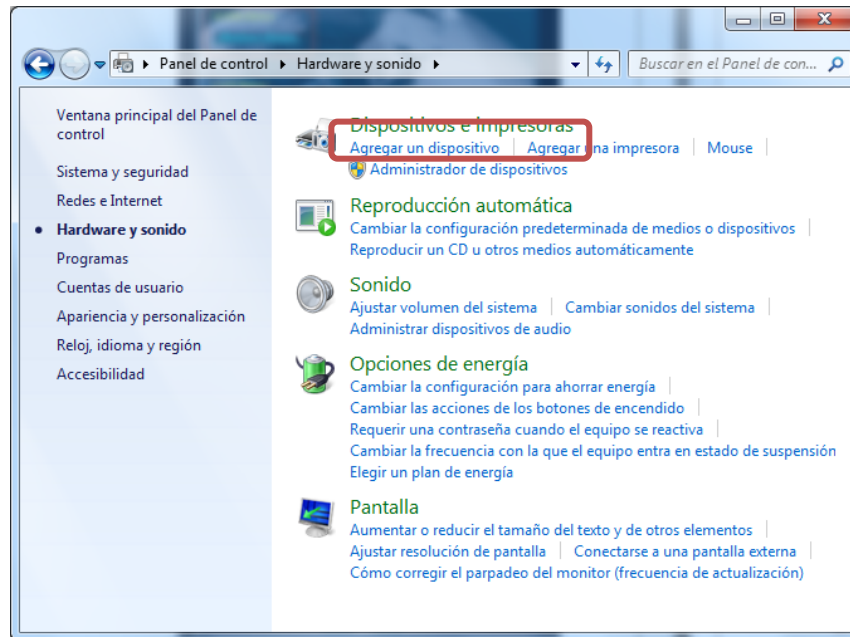 Panel de control Hardware y sonido Buscar en el Panel de con...
Ventana principal del Panel de
control
Sistema y seguridad
Redes e Internet
Hardware y sonido
Programas
Cuentas de usuario
Apariencia y personalización
Reloj, idioma y región
Accesibilidad
Dispositivos e impresoras
Agregar un dispositivo Agregar una impresora Mouse
Administrador de dispositivos
Reproducción automática
Cambiar la configuración predeterminada de medios o dispositivos
Reproducir un CD u otros medios automáticamente
Sonido
Ajustar volumen del sistema Cambiar sonidos del sistema
Administrar dispositivos de audio
Opciones de energía
Cambiar la configuración para ahorrar energía
Cambiar las acciones de los botones de encendido
Requerir una contraseña cuando el equipo se reactiva
Cambiar la frecuencia con la que el equipo entra en estado de suspensión
Elegir un plan de energía
Pantalla
Aumentar o reducir el tamaño del texto y de otros elementos
Ajustar resolución de pantalla Conectarse a una pantalla externa
Cómo corregir el parpadeo del monitor (frecuencia de actualización)